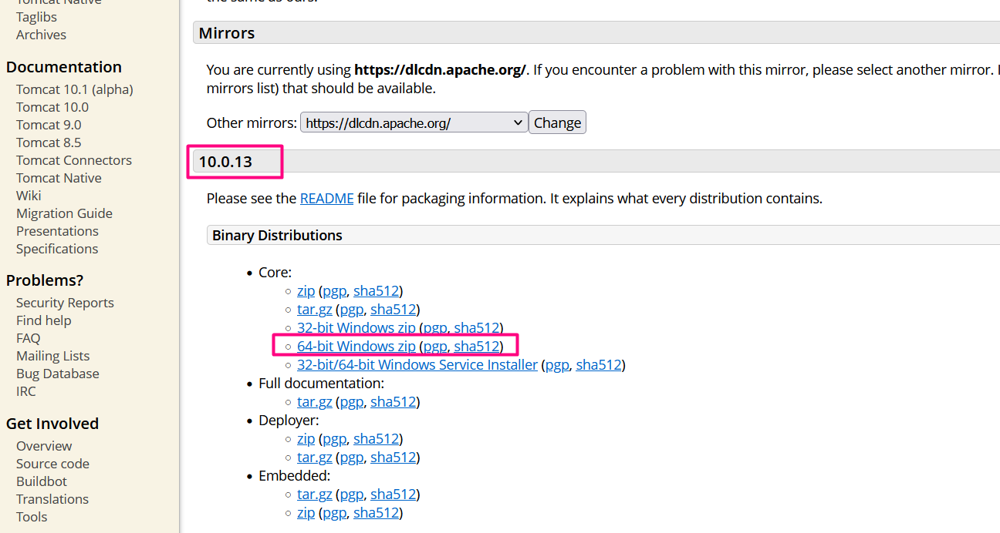 Tomcat Native
Taglibs
Archives
Documentation
Tomcat 10.1 (alpha)
Tomcat 10.0
Tomcat 9.0
Tomcat 8.5
Tomcat Connectors
Tomcat Native
Wiki
Migration Guide
Presentations
Specifications
Problems?
Security Reports
Find help
FAQ
Mailing Lists
Bug Database
IRC
Get Involved
Overview
Source code
Buildbot
Translations
Tools
the same as ours.
Mirrors
You are currently using https://dlcdn.apache.org/. If you encounter a problem with this mirror, please select another mirror.
mirrors list) that should be available.
Other mirrors: https://dlcdn.apache.org/ Change
10.0.13
Please see the README file for packaging information. It explains what every distribution contains.
Binary Distributions
• Core:
○ zip (pgp, sha512)
○ tar.gz (pgp, sha512)
○ 32-bit Windows zip (pgp, sha512)
○ 64-bit Windows zip (pgp, sha512)
○ 32-bit/64-bit Windows Service Installer (pgp, sha512)
• Full documentation:
○ tar.gz (pgp, sha512)
• Deployer:
○ zip (pgp, sha512)
○ tar.gz (pgp, sha512)
• Embedded:
○ tar.gz (pgp, sha512)
○ zip (pgp, sha512)